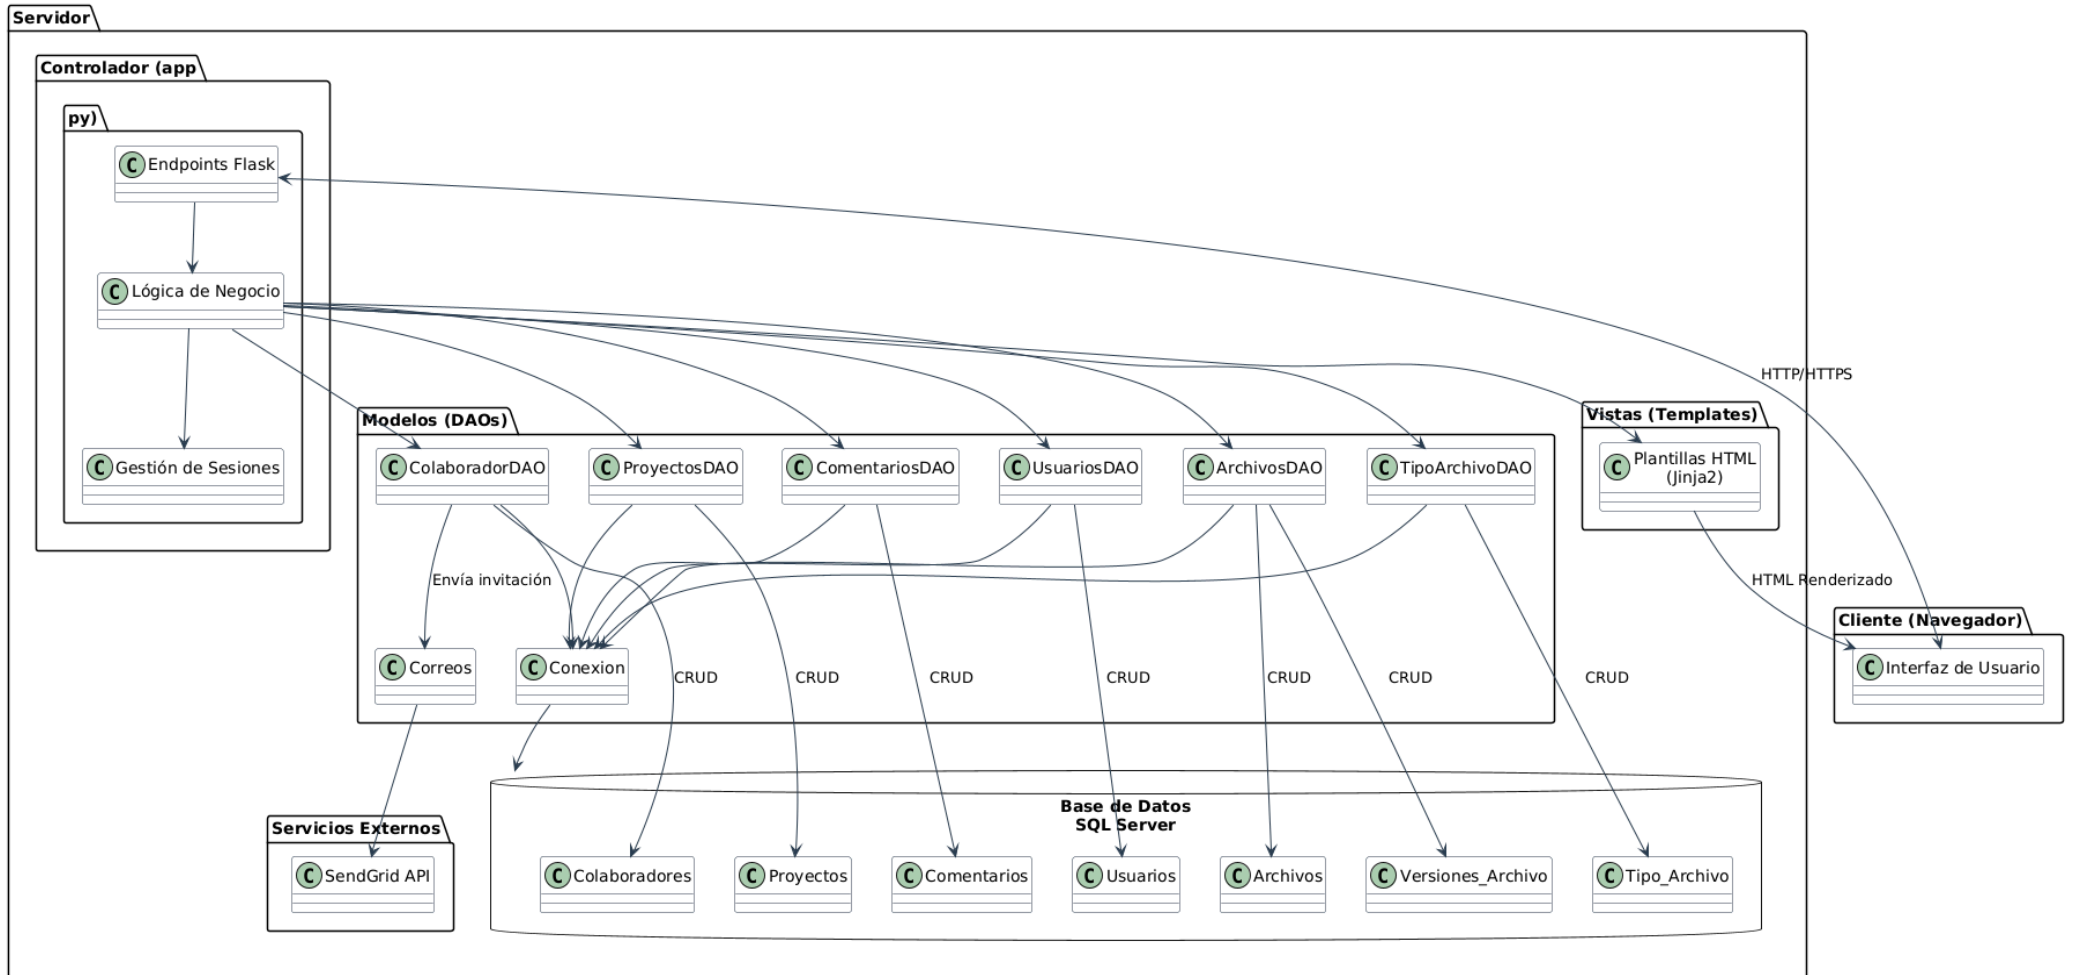 Servidor
Controlador (app
py)
C Endpoints Flask
C Lógica de Negocio
HTTP/HTTPS
Modelos (DAOs)
Vistas (Templates)
C Gestión de Sesiones
C ColaboradorDAO
C ProyectosDAO
C ComentariosDAO
C UsuariosDAO
C ArchivosDAO
C TipoArchivoDAO
C Plantillas HTML
(Jinja2)
Envía invitación
HTML Renderizado
Cliente (Navegador)
C Correos
C Conexion
CRUD
CRUD
CRUD
CRUD
CRUD
CRUD
CRUD
C Interfaz de Usuario
Base de Datos
SQL Server
Servicios Externos
C SendGrid API
C Colaboradores
C Proyectos
C Comentarios
C Usuarios
C Archivos
C Versiones_Archivo
C Tipo_Archivo